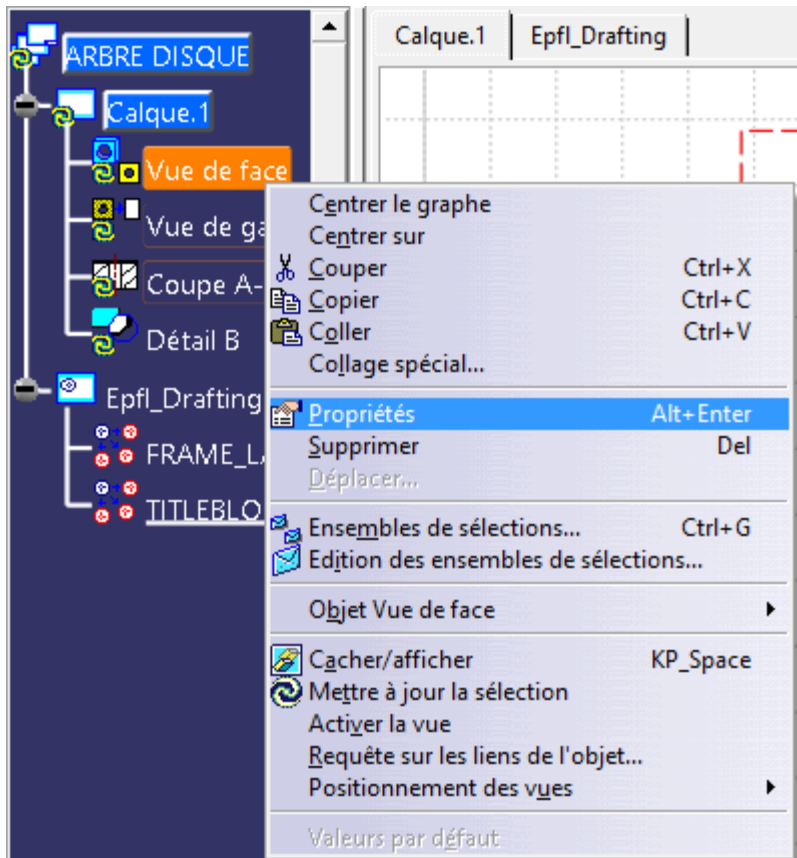 ARBRE DISQUE
Calque.1
Vue de face
Vue de ga
Coupe A-
Détail B
Epfl_Drafting
FRAME_LA
TITLEBLO
Calque.1 Epfl_Drafting
Centrer le graphe
Centrer sur
Couper Ctrl+X
Copier Ctrl+C
Coller Ctrl+V
Collage spécial...
Propriétés Alt+Enter
Supprimer Del
Déplacer...
Ensembles de sélections... Ctrl+G
Edition des ensembles de sélections...
Objet Vue de face
Cacher/afficher KP_Space
Mettre à jour la sélection
Activer la vue
Requête sur les liens de l'objet...
Positionnement des vues
Valeurs par défaut